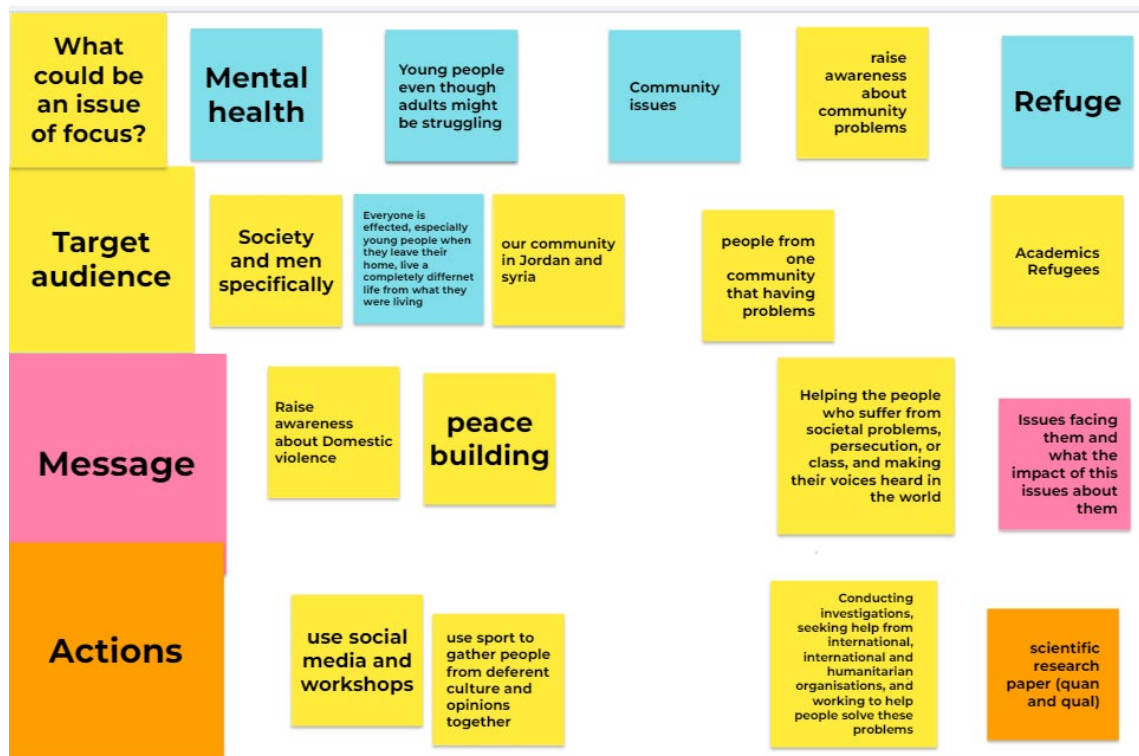 What
could be
an issue
of focus?
Mental
health
Young people
even though
adults might
be struggling
Community
issues
raise
awareness
about
community
problems
Refuge
Target
audience
Society
and men
specifically
Everyone is
effected, especially
young people when
they leave their
home, live a
completely differnet
life from what they
were living
our community
in Jordan and
syria
people from
one
community
that having
problems
Academics
Refugees
Message
Raise
awareness
about Domestic
violence
peace
building
Helping the people
who suffer from
societal problems,
persecution, or
class, and making
their voices heard in
the world
Issues facing
them and
what the
impact of this
issues about
them
Actions
use social
media and
workshops
use sport to
gather people
from deferent
culture and
opinions
together
Conducting
investigations,
seeking help from
international,
international and
humanitarian
organisations, and
working to help
people solve these
problems
scientific
research
paper (quan
and qual)